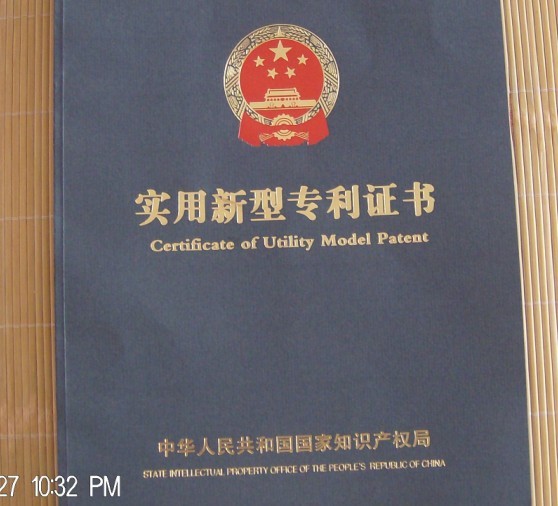 实用新型专利证书
Certificate of Utility Model Patent
中华人民共和国国家知识产权局
STATE INTELLECTUAL PROPERTY OFFICE OF THE PEOPLE'S REPUBLIC OF CHINA
27 10:32 PM